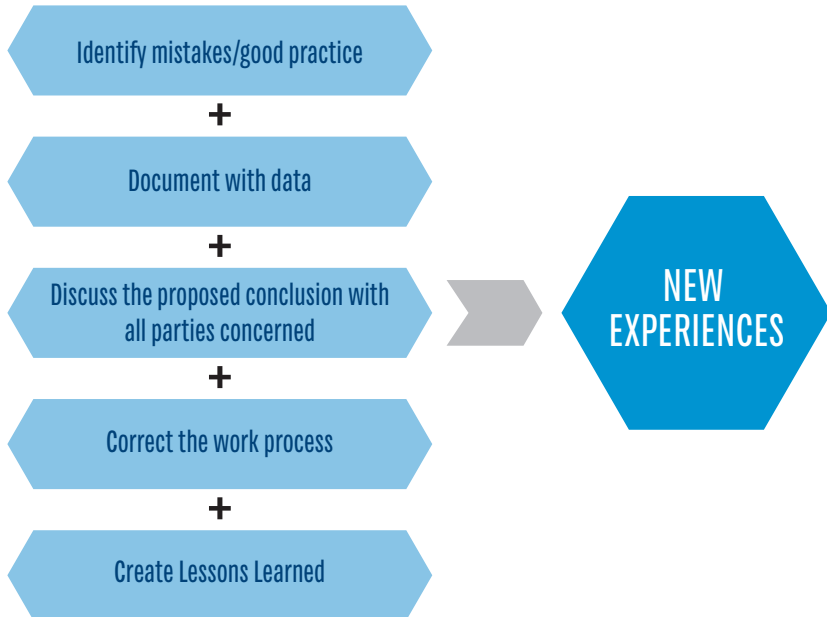 Identify mistakes/good practice
+
Document with data
+
Discuss the proposed conclusion with
all parties concerned
+
Correct the work process
+
Create Lessons Learned
NEW
EXPERIENCES